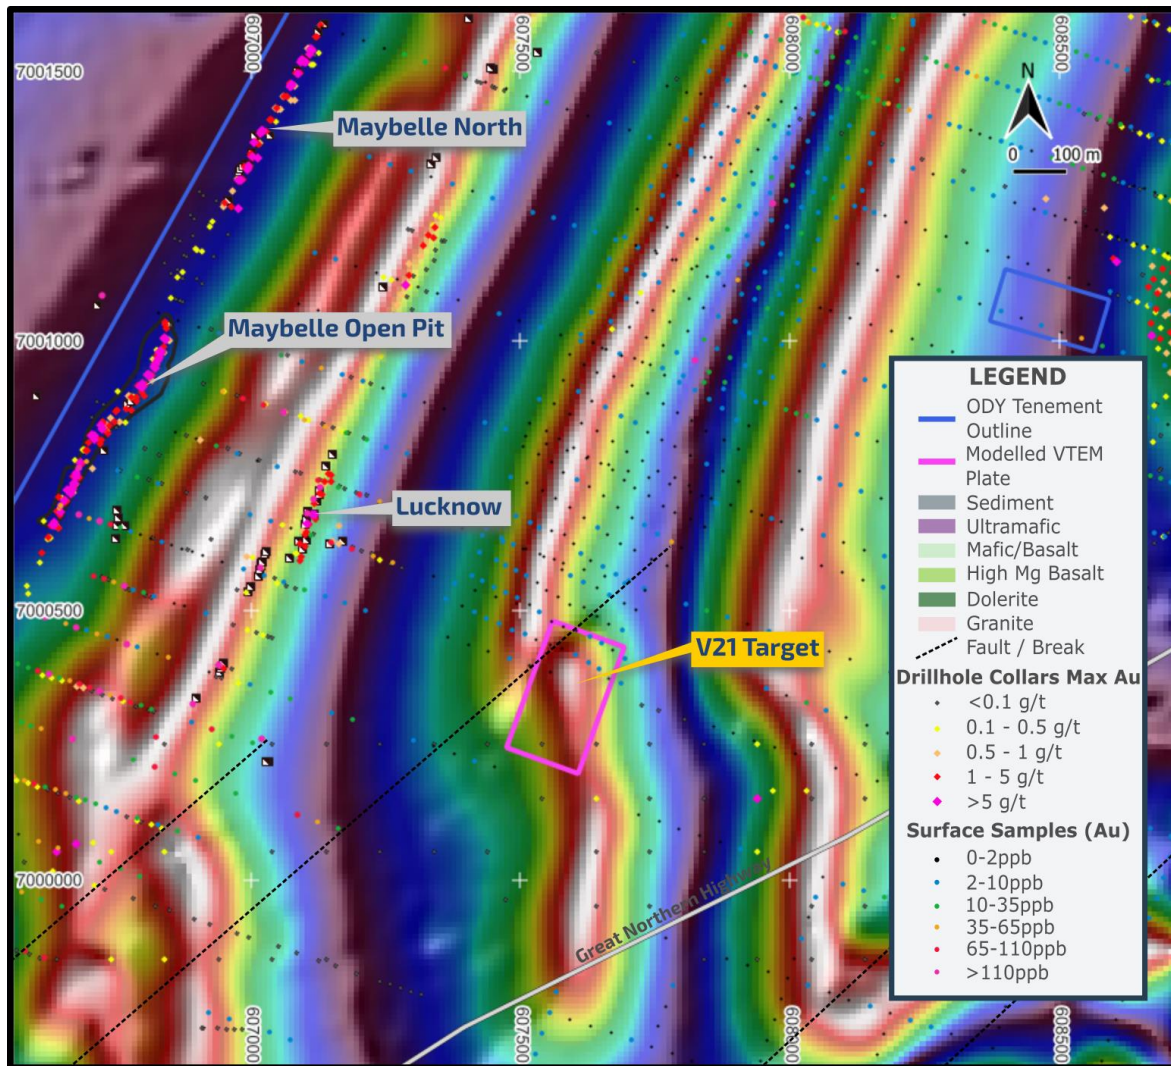 607000
607500
608000
608500
7001500
Maybelle North
N
0
100 m
7001000
Maybelle Open Pit
Lucknow
7000500
V21 Target
7000000
Great Northern Highway
607000
607500
608000
608500
LEGEND
ODY Tenement
Outline
Modelled VTEM
Plate
Sediment
Ultramafic
Mafic/Basalt
High Mg Basalt
Dolerite
Granite
Fault / Break
Drillhole Collars Max Au
<0.1 g/t
0.1 - 0.5 g/t
0.5 - 1 g/t
1 - 5 g/t
>5 g/t
Surface Samples (Au)
0-2ppb
2-10ppb
10-35ppb
35-65ppb
65-110ppb
>110ppb